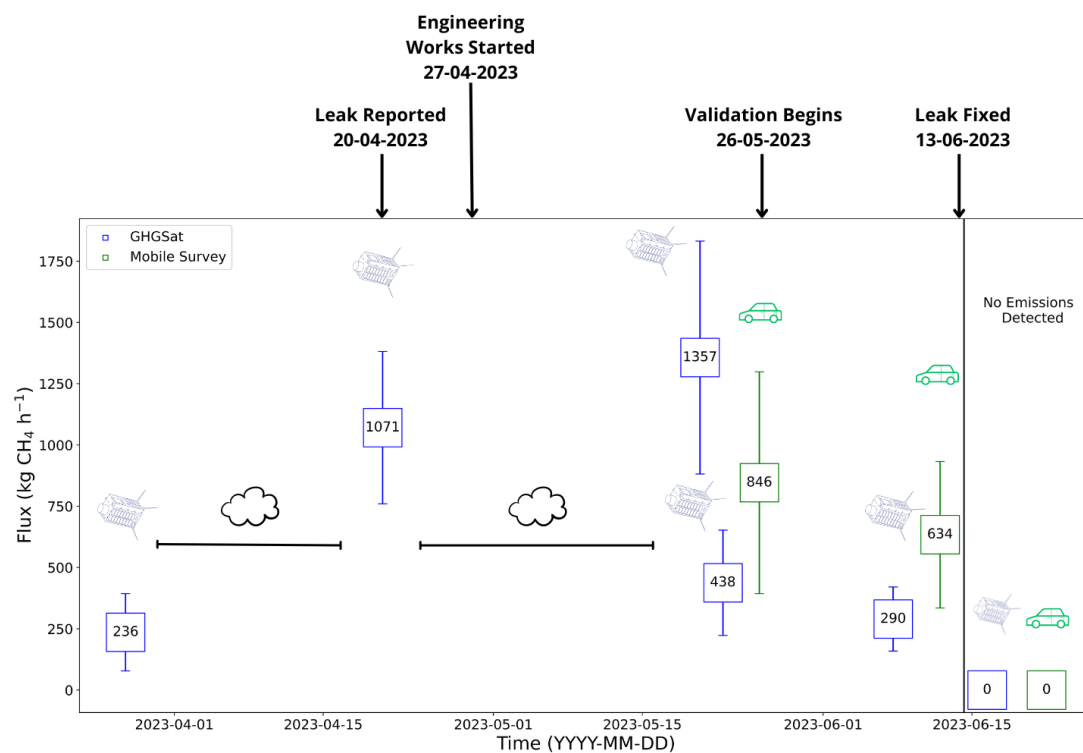 Engineering
Works Started
27-04-2023
Leak Reported
20-04-2023
Validation Begins
26-05-2023
Leak Fixed
13-06-2023
GHGSat
Mobile Survey
No Emissions
Detected
Flux (kg CH₄ h⁻¹)
1750
1500
1250
1000
750
500
250
0
236
1071
1357
438
846
290
634
0
0
2023-04-01
2023-04-15
2023-05-01
2023-05-15
2023-06-01
2023-06-15
Time (YYYY-MM-DD)